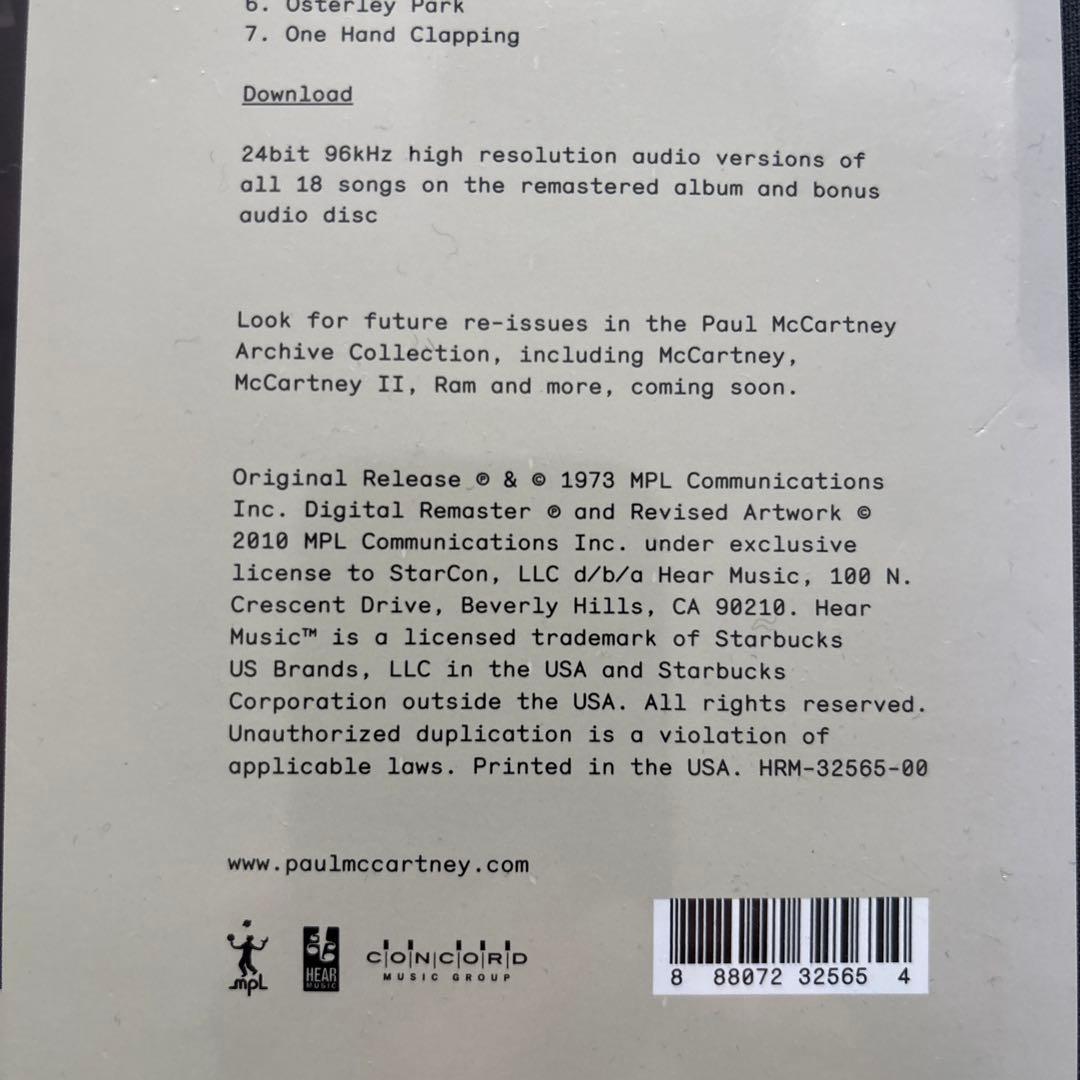 6. Osterley Park
7. One Hand Clapping
Download
24bit 96kHz high resolution audio versions of
all 18 songs on the remastered album and bonus
audio disc
Look for future re-issues in the Paul McCartney
Archive Collection, including McCartney,
McCartney II, Ram and more, coming soon.
Original Release ℗ & © 1973 MPL Communications
Inc. Digital Remaster ℗ and Revised Artwork ©
2010 MPL Communications Inc. under exclusive
license to StarCon, LLC d/b/a Hear Music, 100 N.
Crescent Drive, Beverly Hills, CA 90210. Hear
Music™ is a licensed trademark of Starbucks
US Brands, LLC in the USA and Starbucks
Corporation outside the USA. All rights reserved.
Unauthorized duplication is a violation of
applicable laws. Printed in the USA. HRM-32565-00
www.paulmccartney.com
mpL
HEAR
MUSIC
C|O|N|C|O|R|D
MUSIC GROUP
8 88072 32565 4